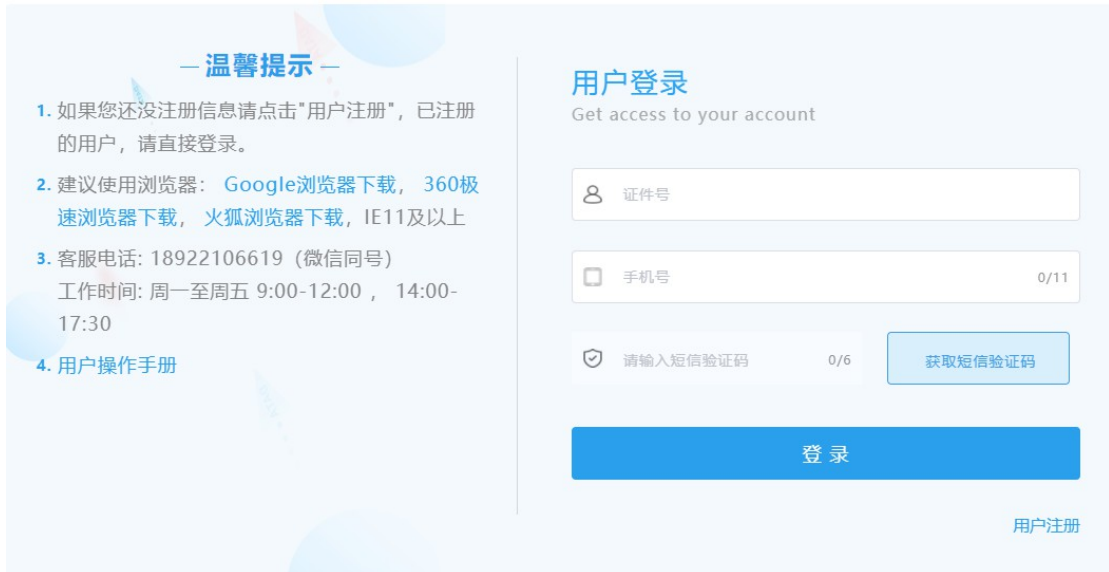 温馨提示
1. 如果您还没注册信息请点击"用户注册"，已注册
的用户，请直接登录。
2. 建议使用浏览器： Google浏览器下载， 360极
速浏览器下载， 火狐浏览器下载，IE11及以上
3. 客服电话: 18922106619（微信同号）
工作时间: 周一至周五 9:00-12:00 ， 14:00-
17:30
4. 用户操作手册
用户登录
Get access to your account
证件号
手机号 0/11
请输入短信验证码 0/6 获取短信验证码
登 录
用户注册